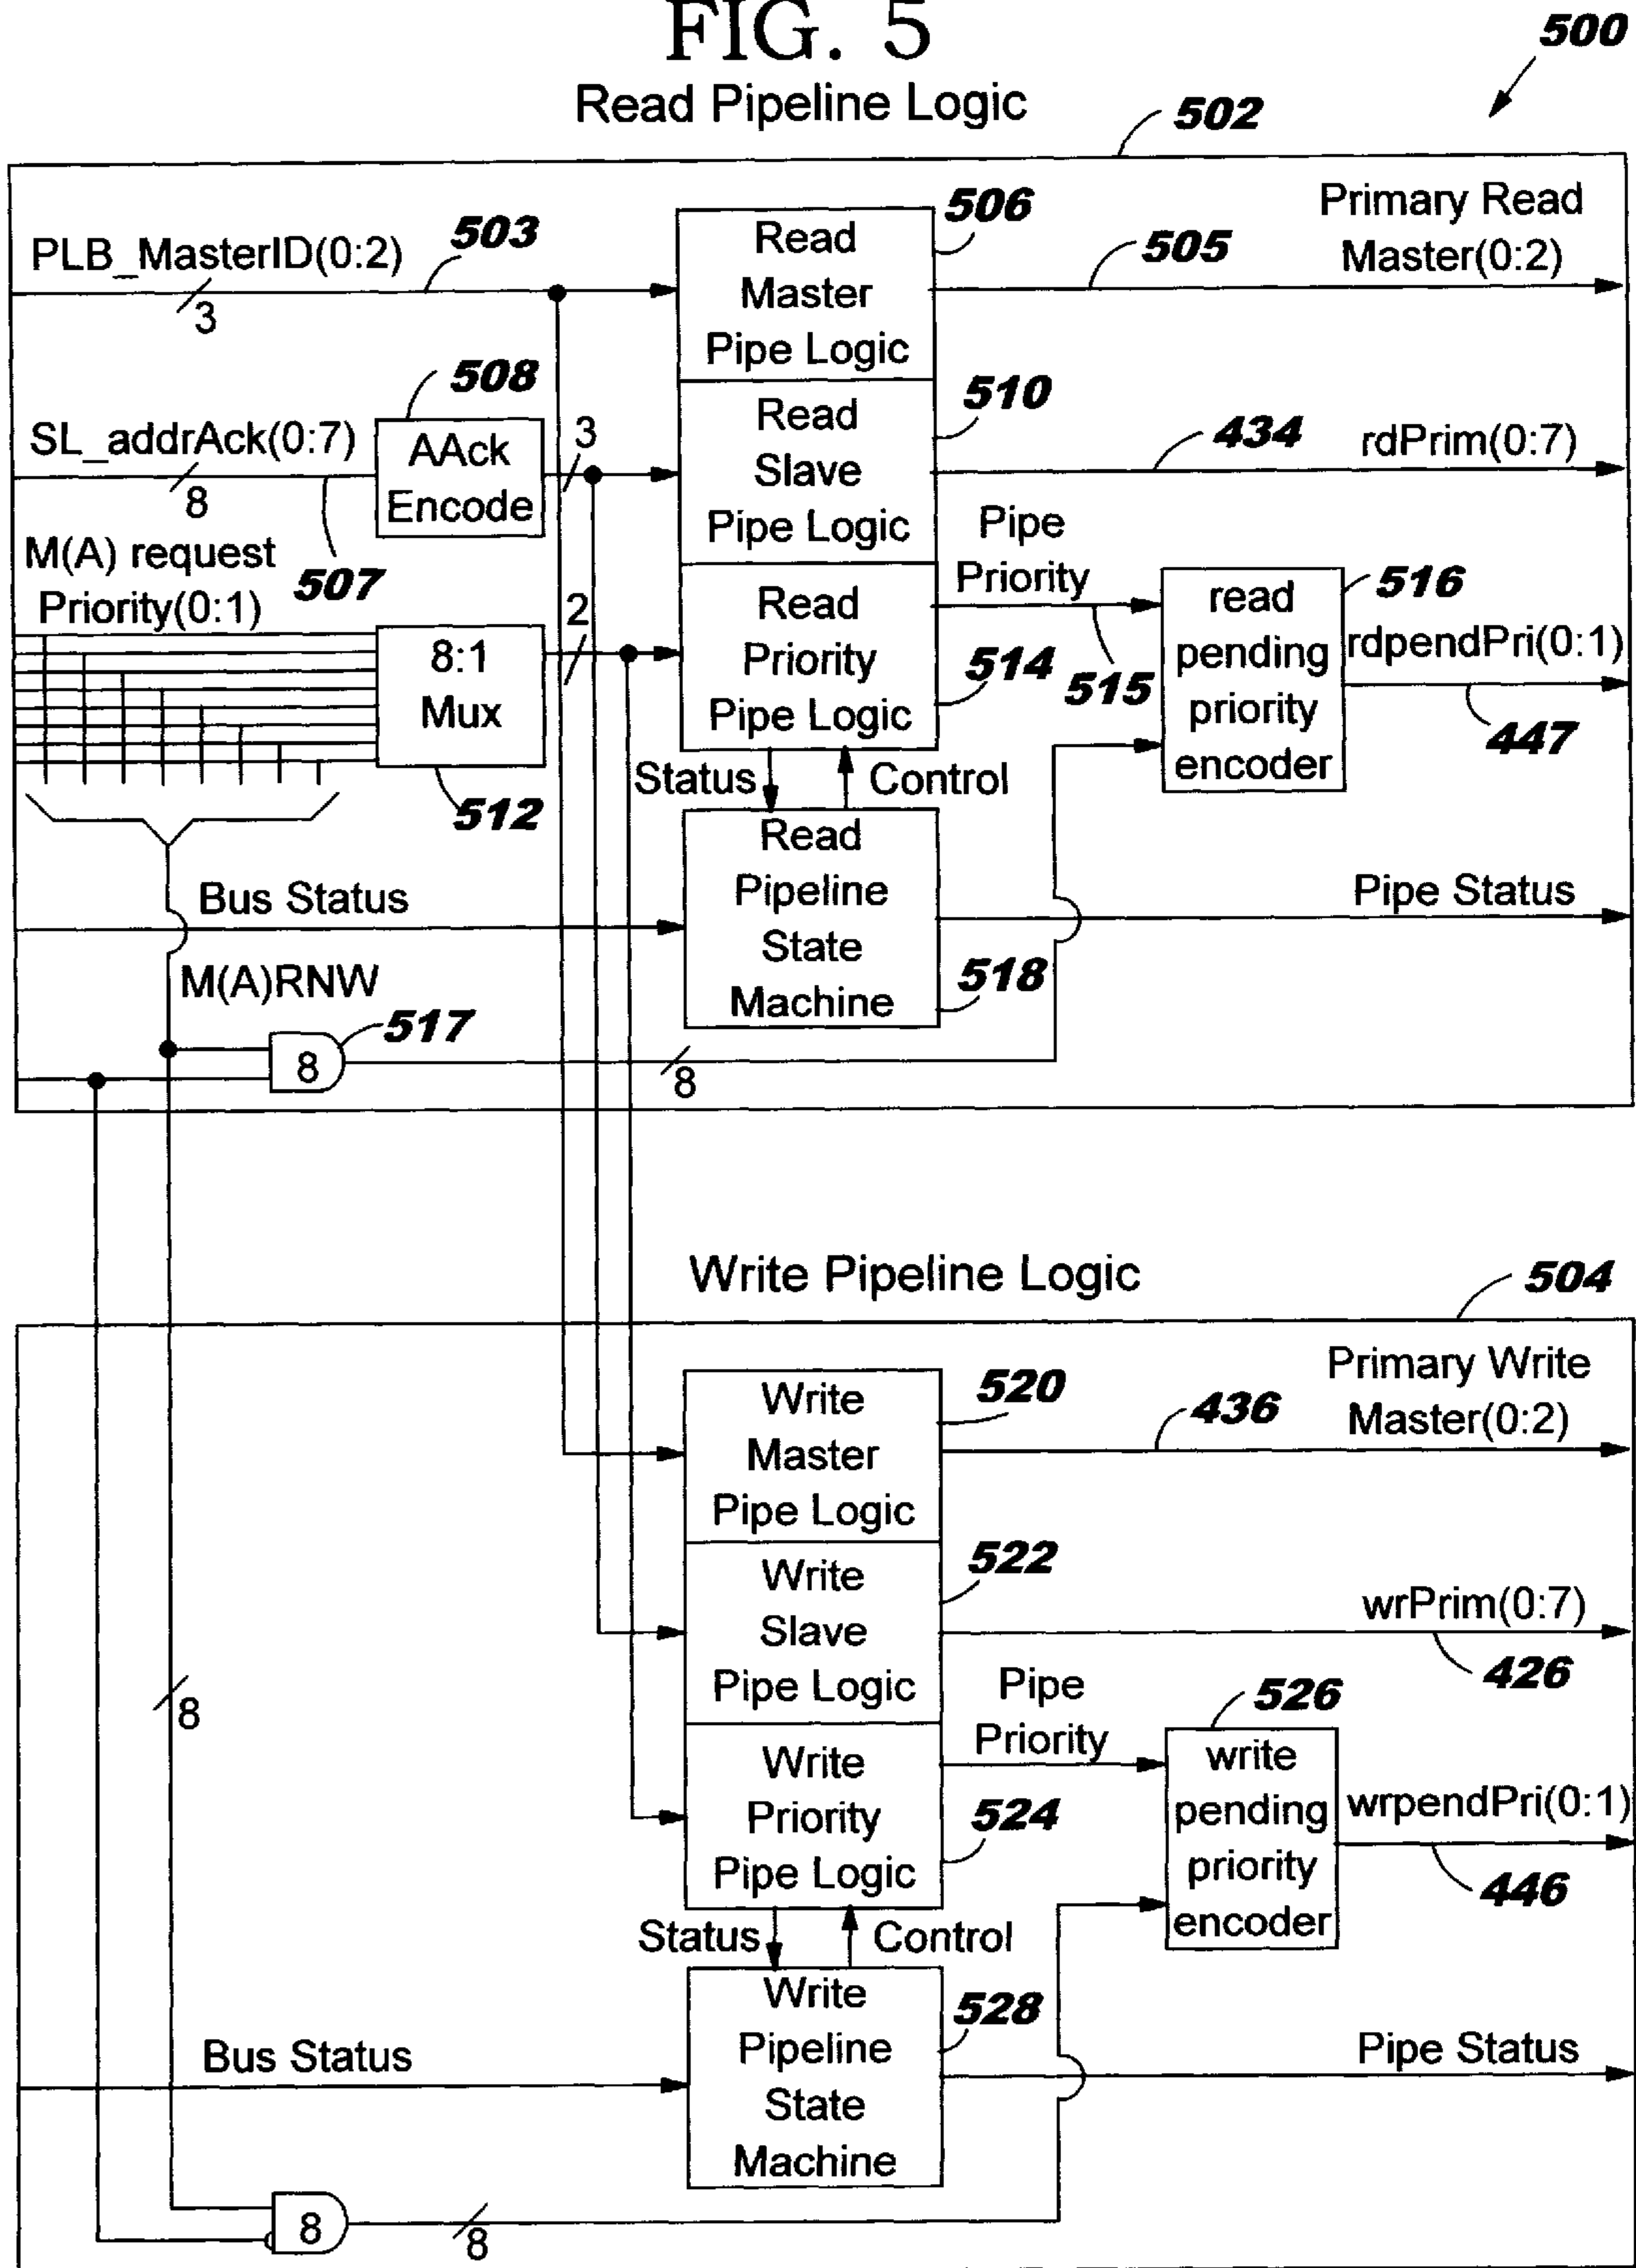 FIG. 5
500
Read Pipeline Logic
502
PLB_MasterID(0:2)
3
503
Read
Master
Pipe Logic
506
505
Primary Read
Master(0:2)
SL_addrAck(0:7)
8
507
508
AAck
Encode
3
Read
Slave
Pipe Logic
510
434
rdPrim(0:7)
M(A) request
Priority(0:1)
8:1
Mux
512
2
Read
Priority
Pipe Logic
514
Pipe
Priority
515
read
pending
priority
encoder
516
rdpendPri(0:1)
447
Status
Control
Bus Status
Read
Pipeline
State
Machine
518
Pipe Status
M(A)RNW
8
517
8
Write Pipeline Logic
504
Write
Master
Pipe Logic
520
436
Primary Write
Master(0:2)
Write
Slave
Pipe Logic
522
wrPrim(0:7)
426
8
Write
Priority
Pipe Logic
524
Pipe
Priority
write
pending
priority
encoder
526
wrpendPri(0:1)
446
Status
Control
Bus Status
Write
Pipeline
State
Machine
528
Pipe Status
8
8